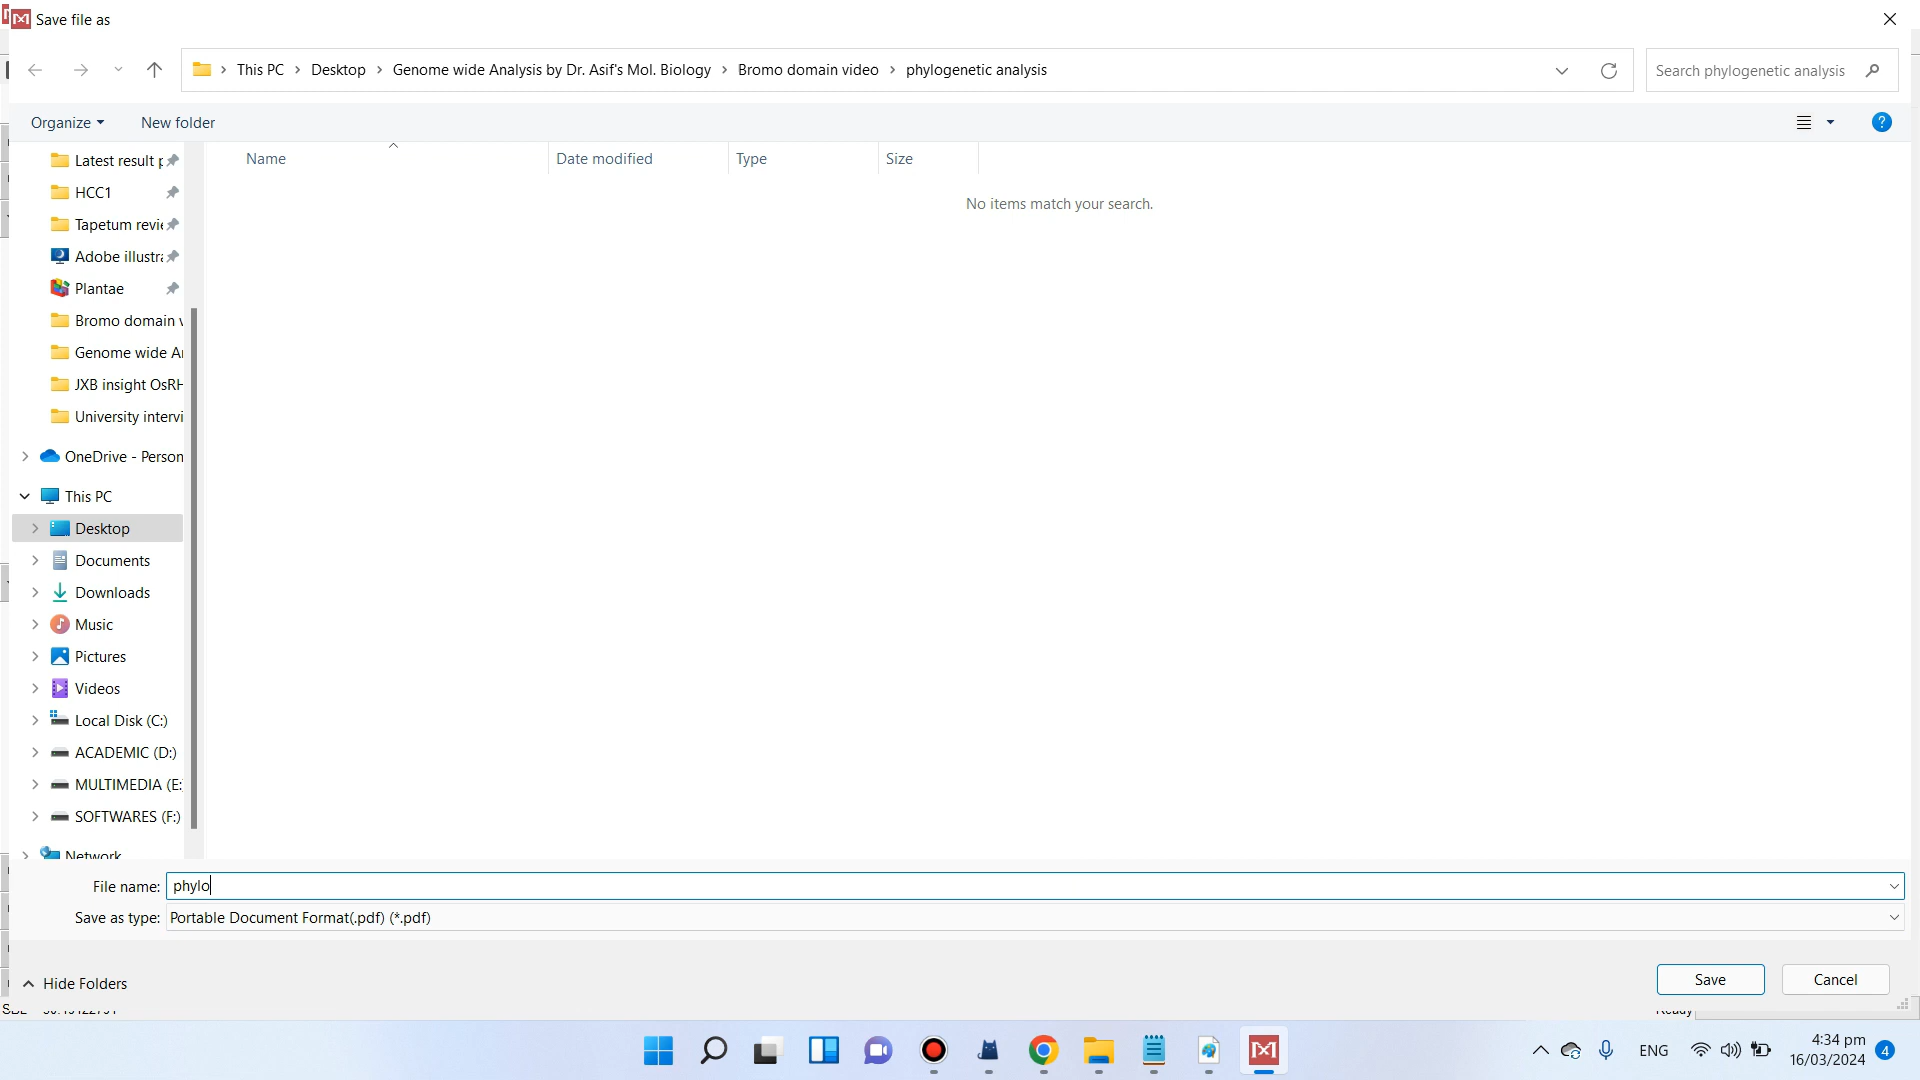 Save file as
This PC > Desktop > Genome wide Analysis by Dr. Asif's Mol. Biology > Bromo domain video > phylogenetic analysis
Search phylogenetic analysis
Organize
New folder
Name
Date modified
Type
Size
No items match your search.
Latest result p
HCC1
Tapetum revie
Adobe illustra
Plantae
Bromo domain v
Genome wide An
JXB insight OsRH
University intervi
OneDrive - Person
This PC
Desktop
Documents
Downloads
Music
Pictures
Videos
Local Disk (C:)
ACADEMIC (D:)
MULTIMEDIA (E:
SOFTWARES (F:)
Network
File name: phylo
Save as type: Portable Document Format(.pdf) (*.pdf)
Hide Folders
Save
Cancel
Ready
ENG
4:34 pm
16/03/2024
4